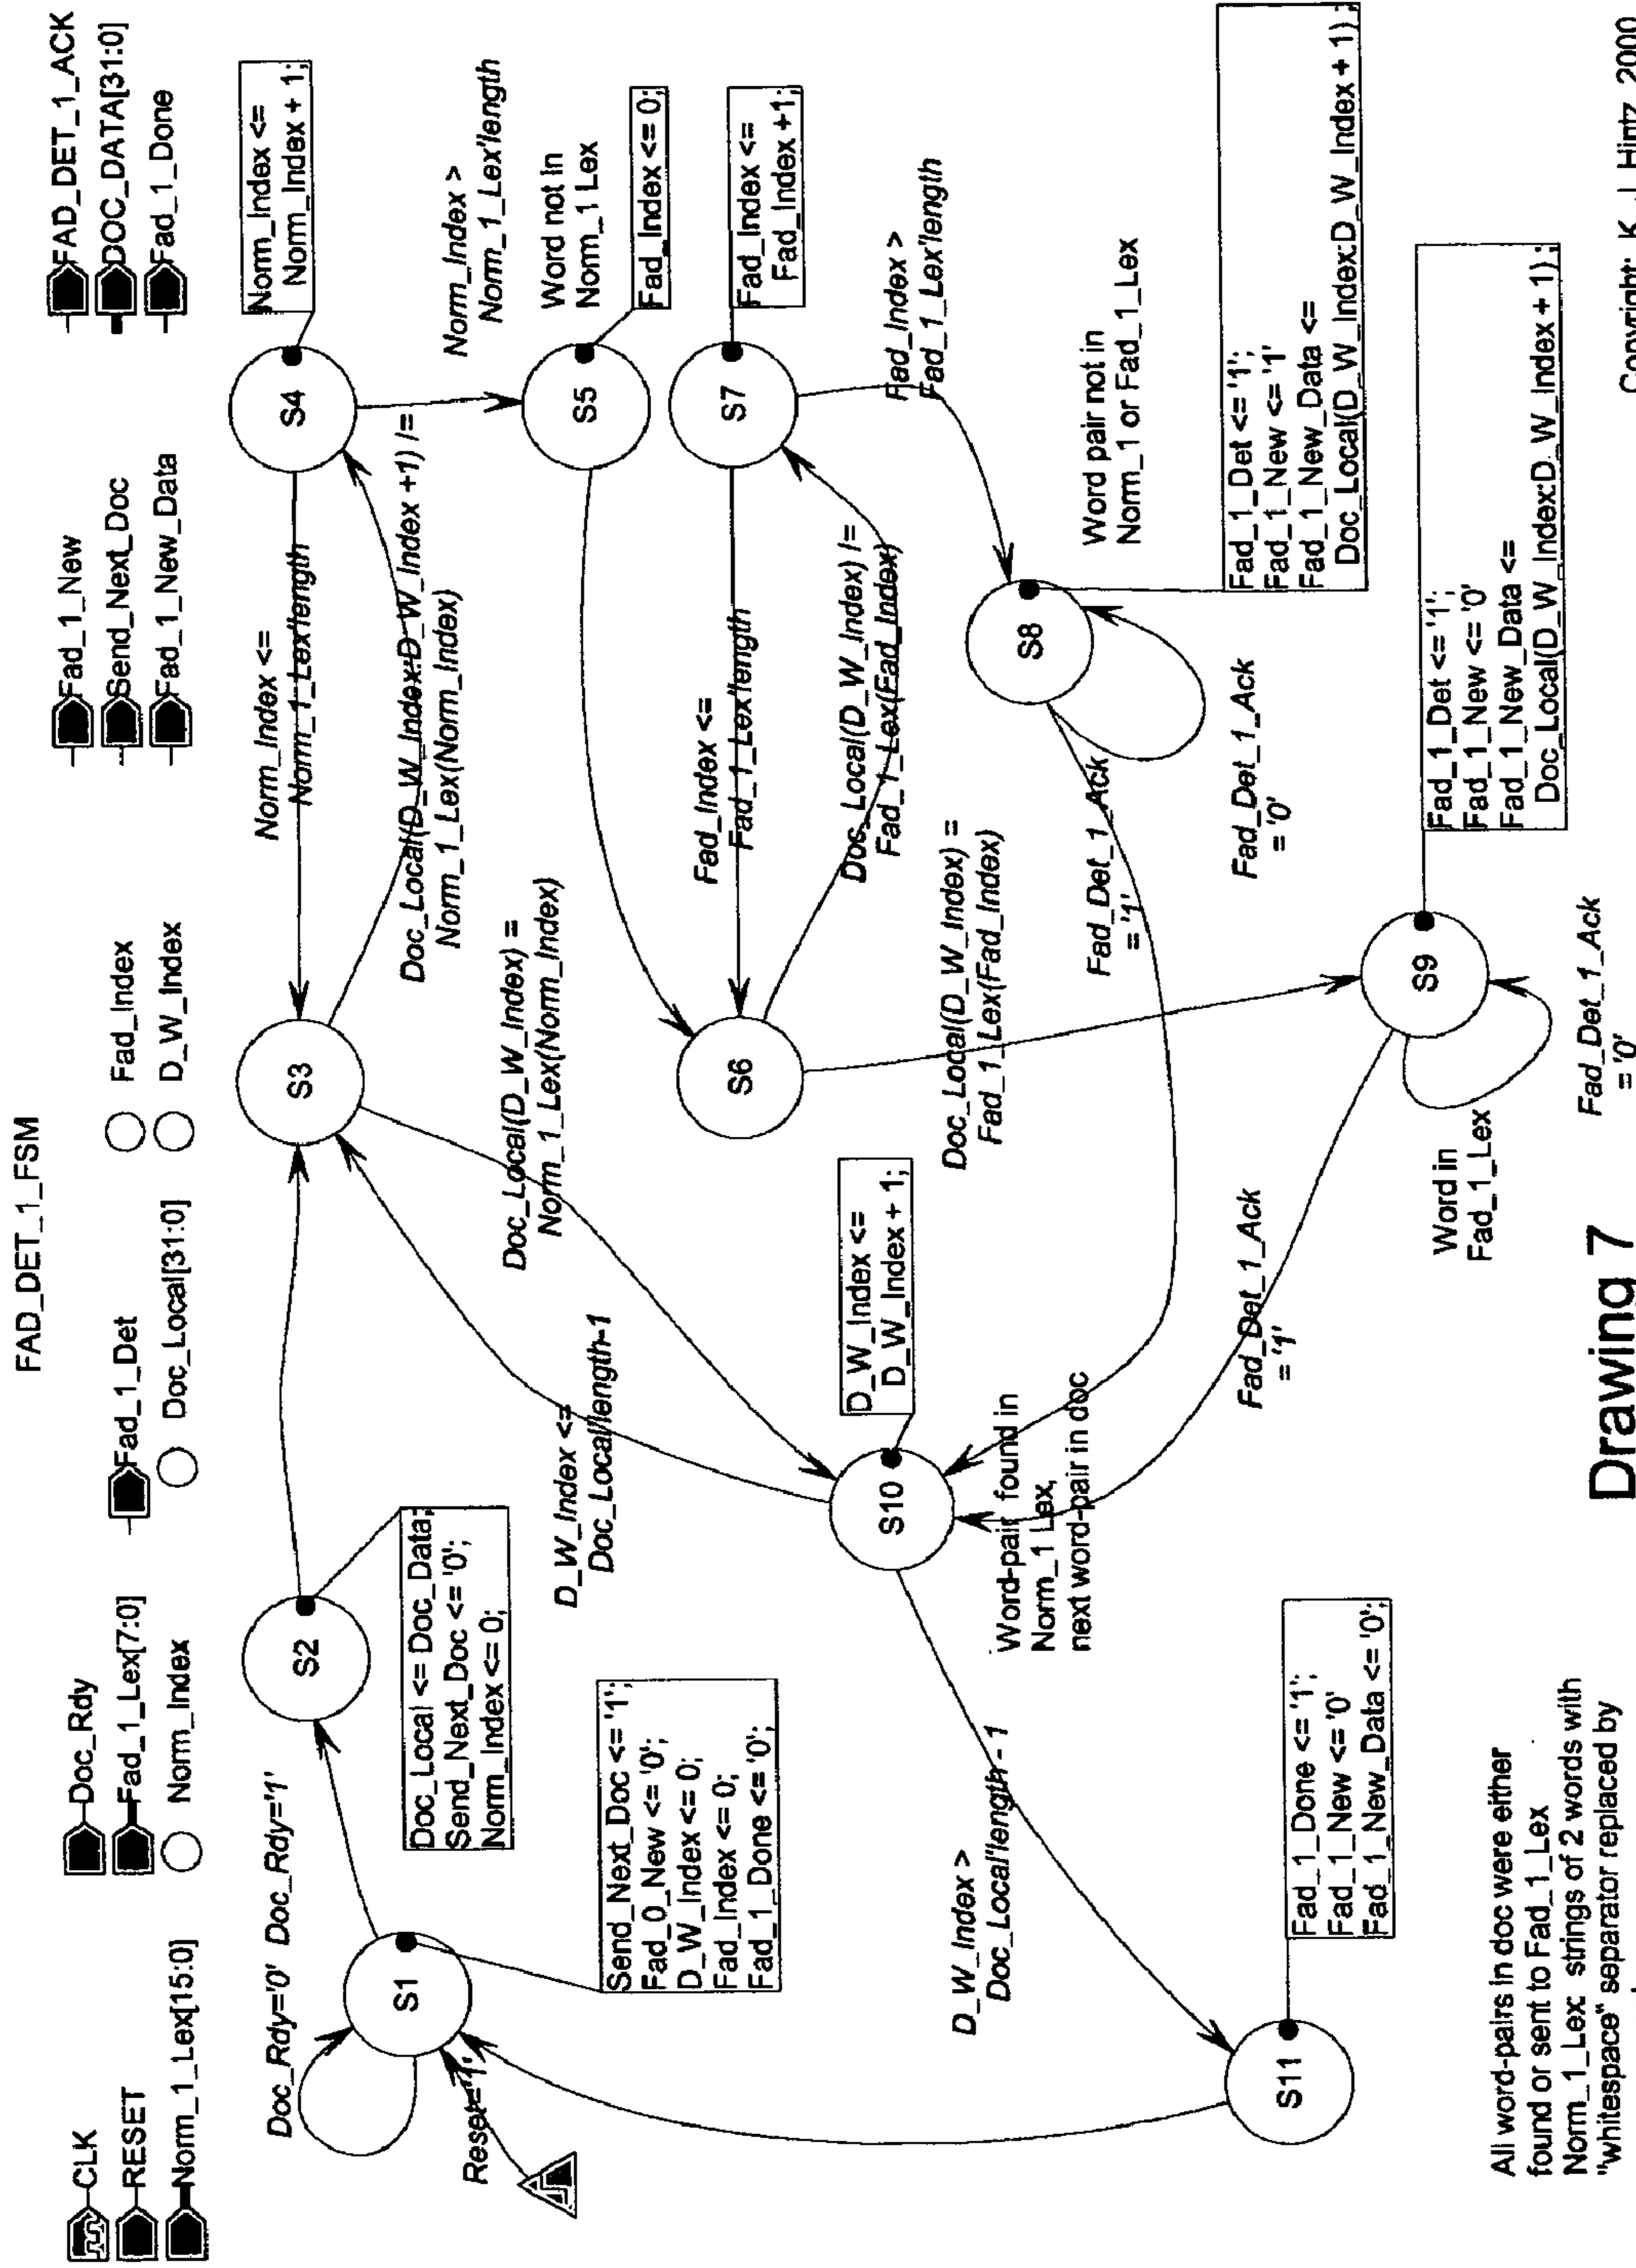 FAD_DET_1_FSM
CLK
RESET
Norm_1_Lex[15:0]
Doc_Rdy
Fad_1_Lex[7:0]
Norm_Index
Fad_1_Det
Doc_Local[31:0]
Fad_Index
D_W_Index
Fad_1_New
Send_Next_Doc
Fad_1_New_Data
FAD_DET_1_ACK
DOC_DATA[31:0]
Fad_1_Done
Doc_Rdy='0'
Doc_Rdy='1'
Reset='1'
S1
Send_Next_Doc <= '1';
Fad_0_New <= '0';
D_W_Index <= 0;
Fad_Index <= 0;
Fad_1_Done <= '0';
S2
Doc_Local <= Doc_Data;
Send_Next_Doc <= '0';
Norm_Index <= 0;
S3
Norm_Index <=
Norm_1_Lex'length
Doc_Local(D_W_Index:D_W_Index +1) !=
Norm_1_Lex(Norm_Index)
S4
Norm_Index <=
Norm_Index + 1;
Norm_Index >
Norm_1_Lex'length
S5
Word not in
Norm_1 Lex
Fad_Index <= 0;
Doc_Local(D_W_Index) =
Norm_1_Lex(Norm_Index)
D_W_Index <=
Doc_Local'length-1
S6
Fad_Index <=
Fad_1_Lex'length
Doc_Local(D_W_Index) !=
Fad_1_Lex(Fad_Index)
S7
Fad_Index <=
Fad_Index +1;
Fad_Index >
Fad_1_Lex'length
S8
Word pair not in
Norm_1 or Fad_1_Lex
Fad_1_Det <= '1';
Fad_1_New <= '1'
Fad_1_New_Data <=
Doc_Local(D_W_Index:D_W_Index + 1);
Fad_Det_1_Ack
= '0'
Fad_Det_1_Ack
= '1'
Doc_Local(D_W_Index) =
Fad_1_Lex(Fad_Index)
S9
Fad_1_Det <= '1';
Fad_1_New <= '0'
Fad_1_New_Data <=
Doc_Local(D_W_Index:D_W_Index + 1);
Fad_Det_1_Ack
= '0'
Word in
Fad_1_Lex
Fad_Det_1_Ack
= '1'
S10
D_W_Index <=
D_W_Index + 1;
Word-pair found in
Norm_1 Lex,
next word-pair in doc
D_W_Index >
Doc_Local'length - 1
S11
Fad_1_Done <= '1';
Fad_1_New <= '0'
Fad_1_New_Data <= '0';
All word-pairs in doc were either
found or sent to Fad_1_Lex
Norm_1_Lex: strings of 2 words with
"whitespace" separator replaced by
Drawing 7
Copyright: K. J. Hintz 2000